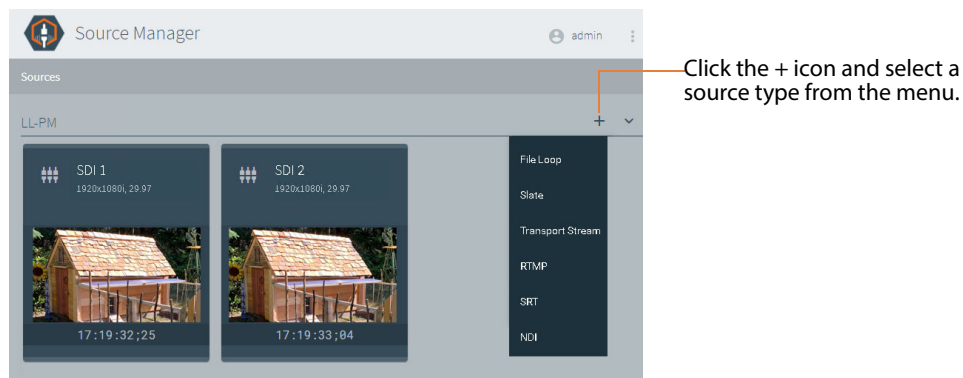 Source Manager
admin
Sources
Click the + icon and select a
source type from the menu.
LL-PM
+
SDI 1
1920x1080i, 29.97
SDI 2
1920x1080i, 29.97
File Loop
Slate
Transport Stream
RTMP
SRT
NDI
17:19:32;25
17:19:33;04